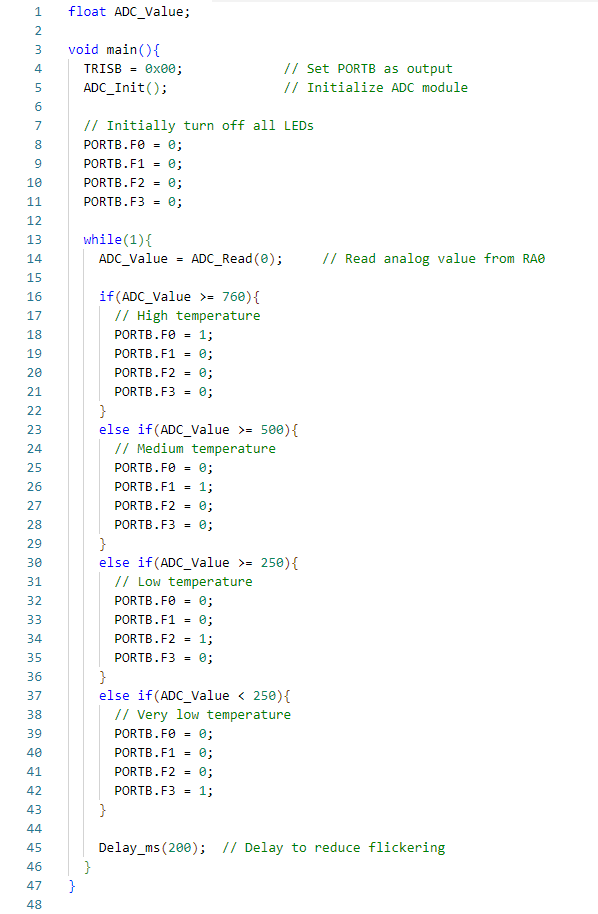 1 float ADC_Value;
2
3 void main(){
4   TRISB = 0x00;             // Set PORTB as output
5   ADC_Init();               // Initialize ADC module
6
7   // Initially turn off all LEDs
8   PORTB.F0 = 0;
9   PORTB.F1 = 0;
10   PORTB.F2 = 0;
11   PORTB.F3 = 0;
12
13   while(1){
14     ADC_Value = ADC_Read(0);     // Read analog value from RA0
15
16     if(ADC_Value >= 760){
17       // High temperature
18       PORTB.F0 = 1;
19       PORTB.F1 = 0;
20       PORTB.F2 = 0;
21       PORTB.F3 = 0;
22     }
23     else if(ADC_Value >= 500){
24       // Medium temperature
25       PORTB.F0 = 0;
26       PORTB.F1 = 1;
27       PORTB.F2 = 0;
28       PORTB.F3 = 0;
29     }
30     else if(ADC_Value >= 250){
31       // Low temperature
32       PORTB.F0 = 0;
33       PORTB.F1 = 0;
34       PORTB.F2 = 1;
35       PORTB.F3 = 0;
36     }
37     else if(ADC_Value < 250){
38       // Very low temperature
39       PORTB.F0 = 0;
40       PORTB.F1 = 0;
41       PORTB.F2 = 0;
42       PORTB.F3 = 1;
43     }
44
45     Delay_ms(200);  // Delay to reduce flickering
46   }
47 }
48